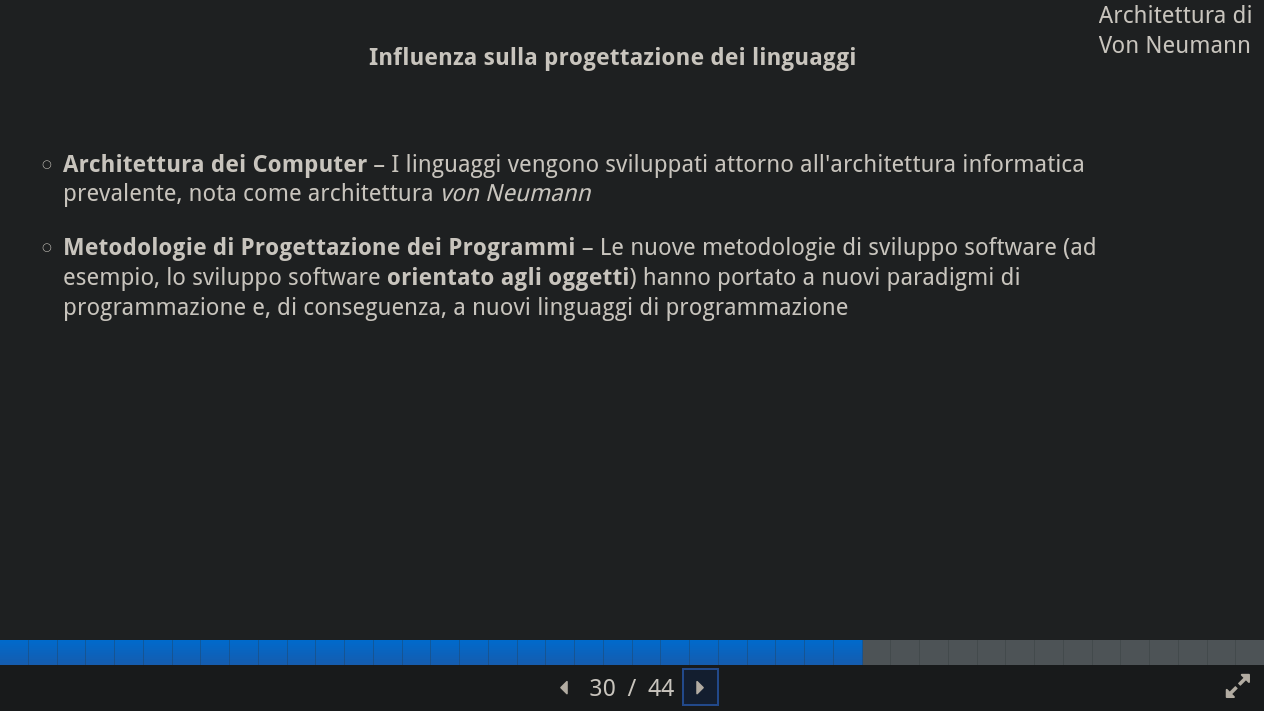 Architettura di
Von Neumann
Influenza sulla progettazione dei linguaggi
Architettura dei Computer – I linguaggi vengono sviluppati attorno all'architettura informatica
prevalente, nota come architettura von Neumann
Metodologie di Progettazione dei Programmi – Le nuove metodologie di sviluppo software (ad
esempio, lo sviluppo software orientato agli oggetti) hanno portato a nuovi paradigmi di
programmazione e, di conseguenza, a nuovi linguaggi di programmazione
30 / 44